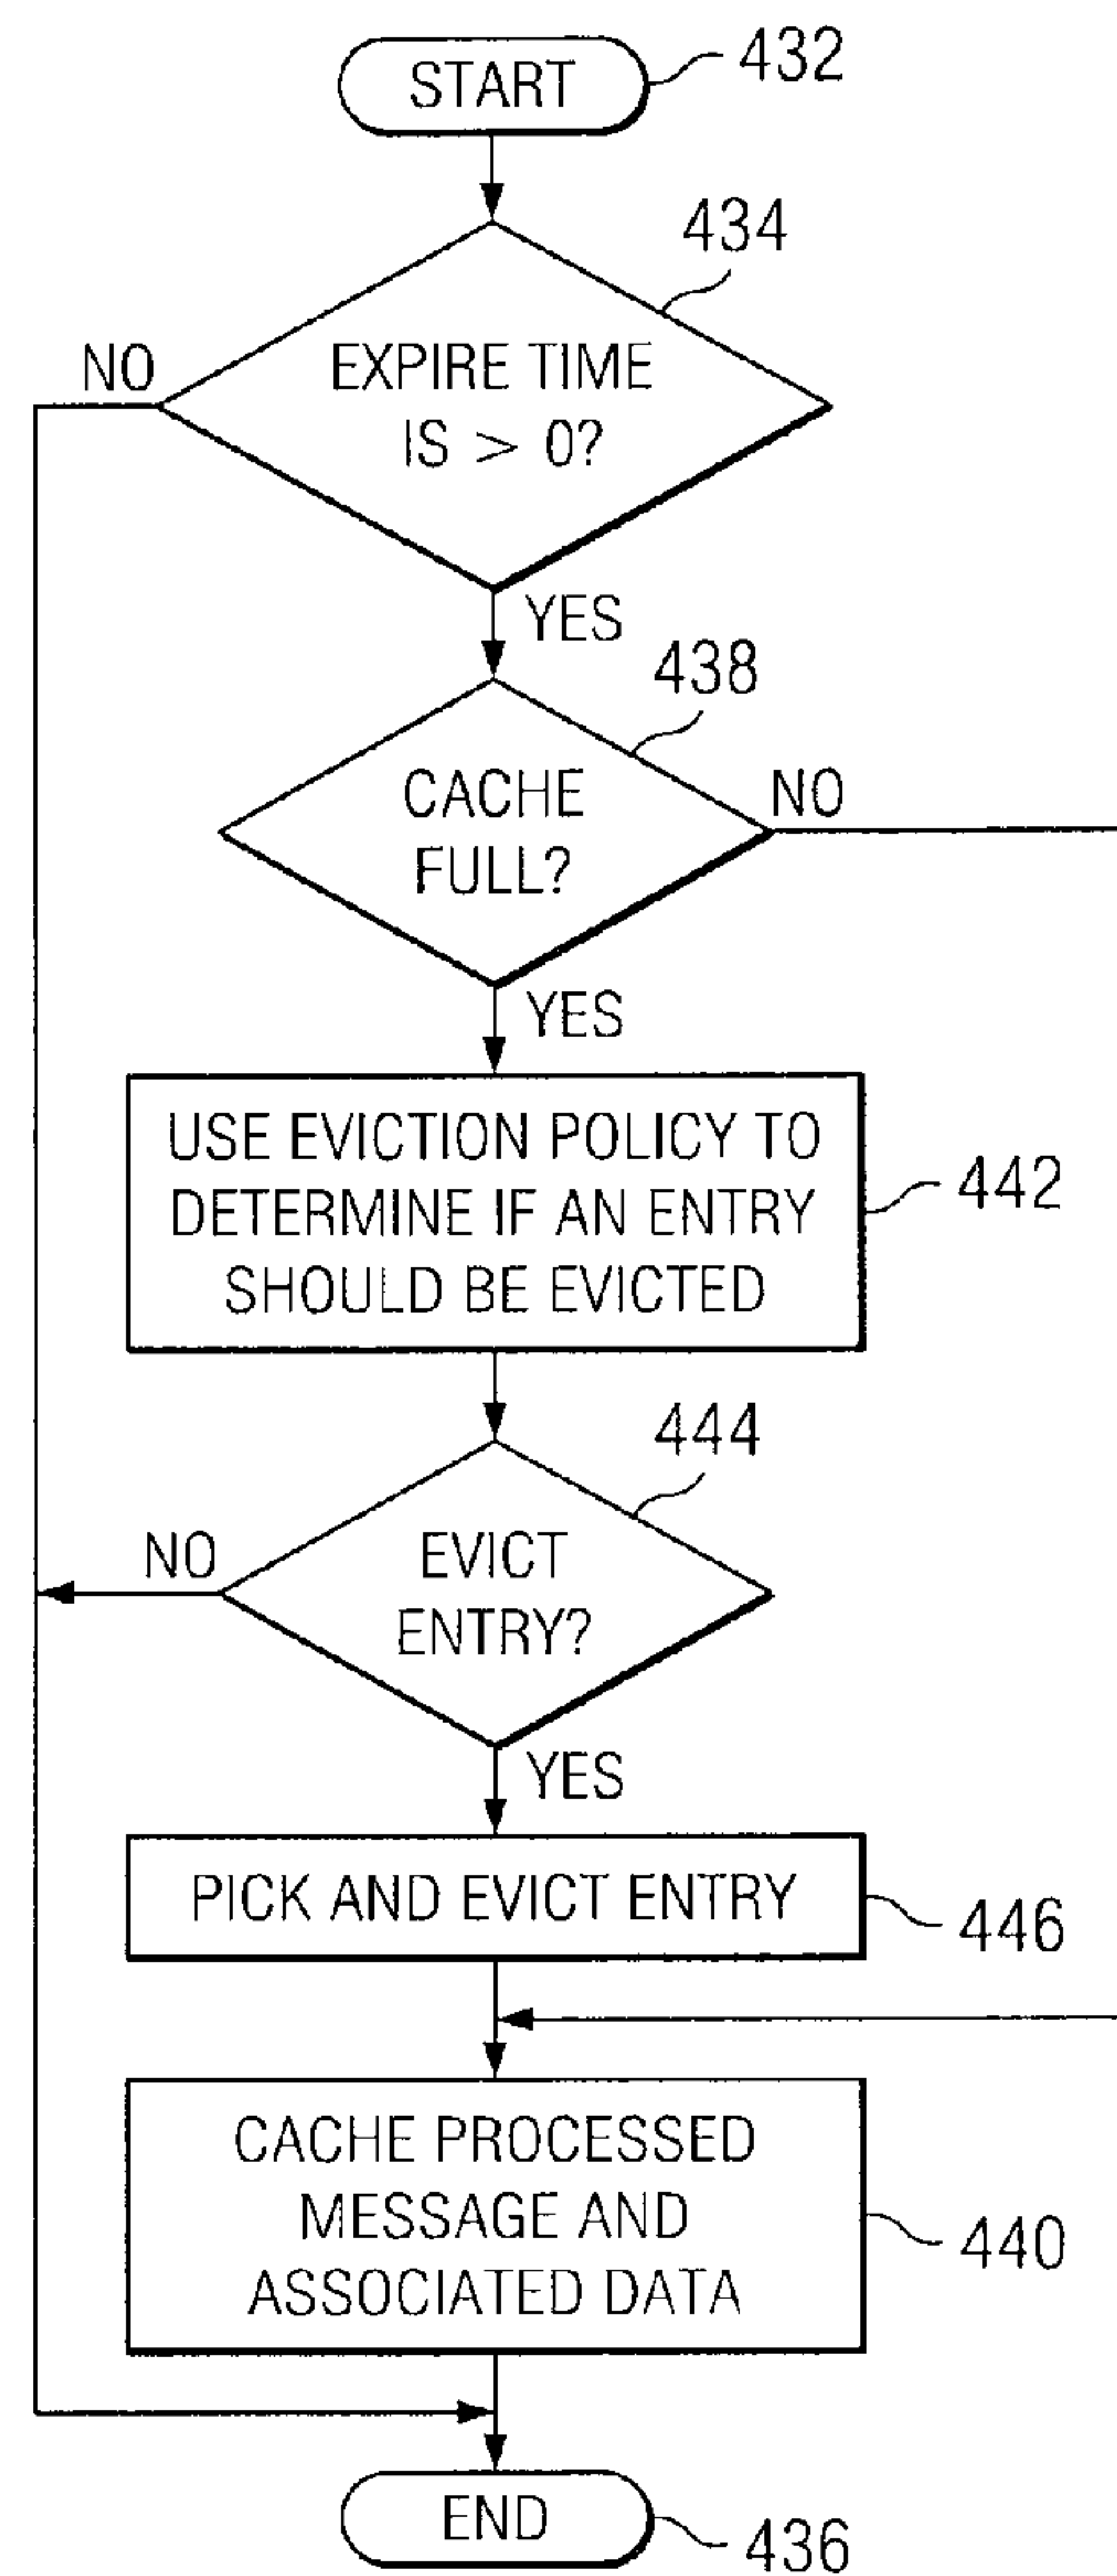 START
432
434
NO
EXPIRE TIME
IS > 0?
YES
438
CACHE
FULL?
NO
YES
USE EVICTION POLICY TO
DETERMINE IF AN ENTRY
SHOULD BE EVICTED
442
444
NO
EVICT
ENTRY?
YES
PICK AND EVICT ENTRY
446
CACHE PROCESSED
MESSAGE AND
ASSOCIATED DATA
440
END
436